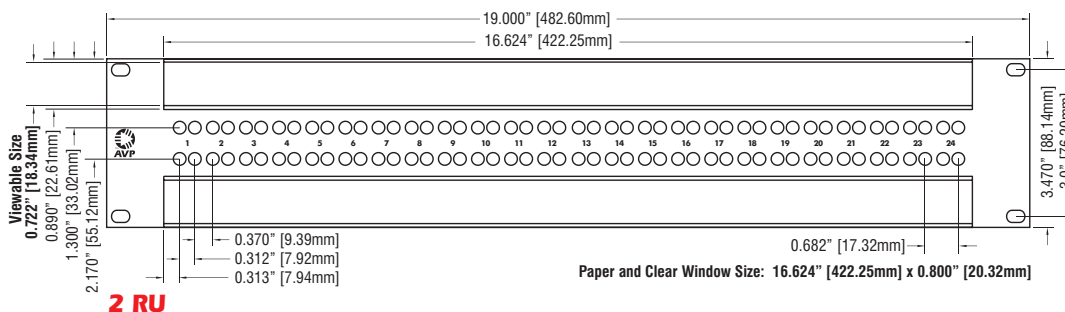 19.000” [482.60mm]
16.624” [422.25mm]
Viewable Size
0.722” [18.34mm]
0.890” [22.61mm]
1.300” [33.02mm]
2.170” [55.12mm]
AVP
1 2 3 4 5 6 7 8 9 10 11 12 13 14 15 16 17 18 19 20 21 22 23 24
3.470” [88.14mm]
3.0” [76.20mm]
0.370” [9.39mm]
0.312” [7.92mm]
0.313” [7.94mm]
0.682” [17.32mm]
Paper and Clear Window Size: 16.624” [422.25mm] x 0.800” [20.32mm]
2 RU